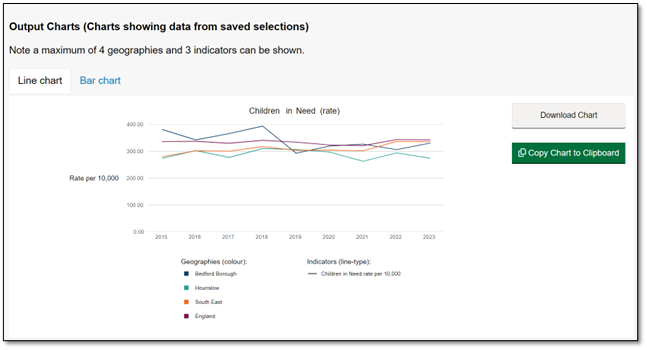 Output Charts (Charts showing data from saved selections)
Note a maximum of 4 geographies and 3 indicators can be shown.
Line chart
Bar chart
Children in Need (rate)
Download Chart
Copy Chart to Clipboard
400.00
300.00
Rate per 10,000
200.00
100.00
0.00
2015 2016 2017 2018 2019 2020 2021 2022 2023
Geographies (colour):
Bedford Borough
Hounslow
South East
England
Indicators (line-type):
Children in Need rate per 10,000